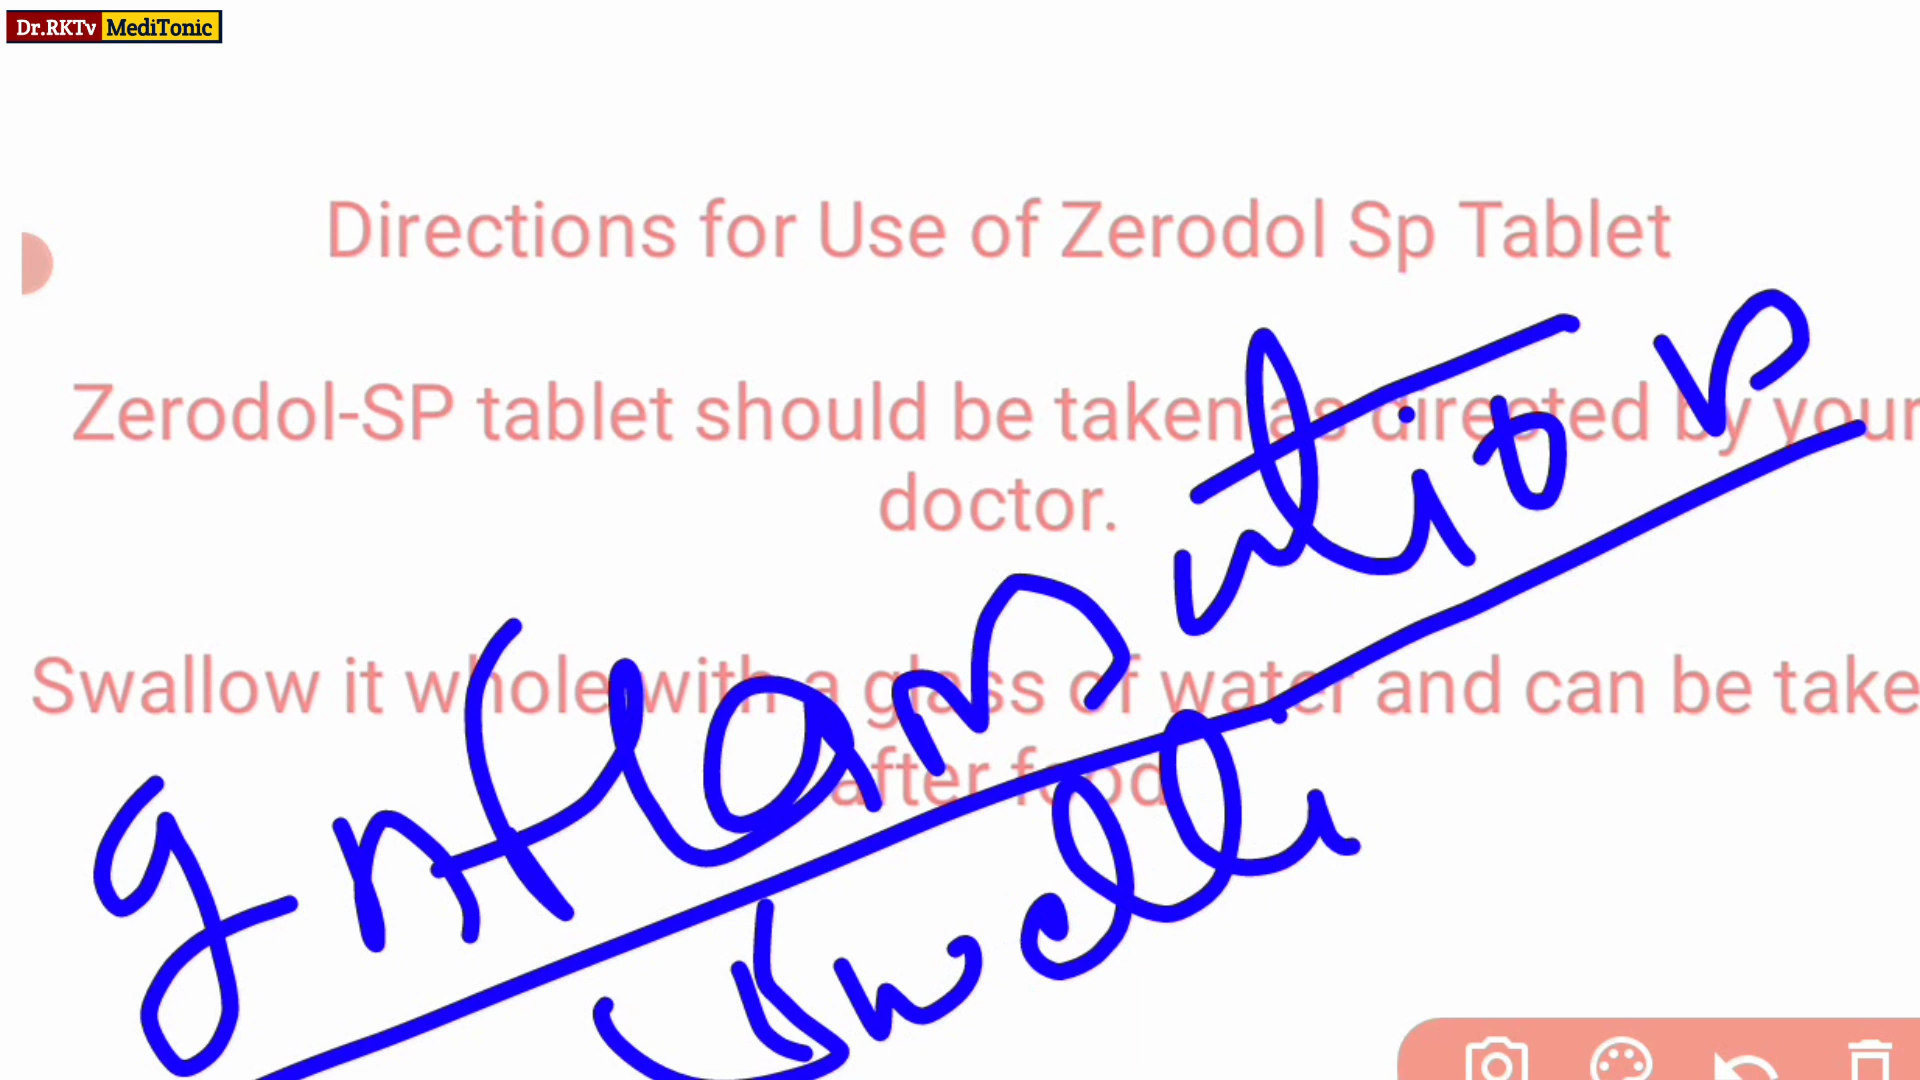 Dr.RKTv MediTonic
Directions for Use of Zerodol Sp Tablet
Zerodol-SP tablet should be taken as directed by your
doctor.
Swallow it whole with a glass of water and can be take
after food
Inflamation
Swelli